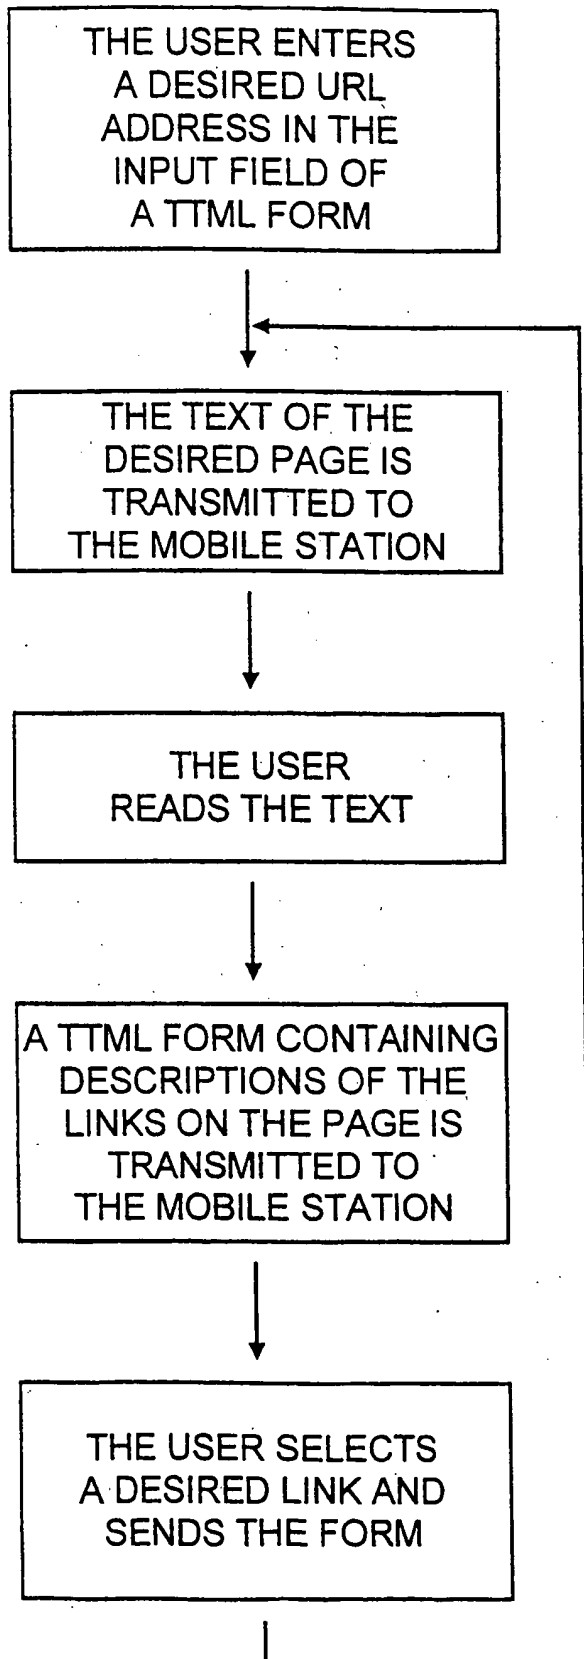 THE USER ENTERS
A DESIRED URL
ADDRESS IN THE
INPUT FIELD OF
A TTML FORM
THE TEXT OF THE
DESIRED PAGE IS
TRANSMITTED TO
THE MOBILE STATION
THE USER
READS THE TEXT
A TTML FORM CONTAINING
DESCRIPTIONS OF THE
LINKS ON THE PAGE IS
TRANSMITTED TO
THE MOBILE STATION
THE USER SELECTS
A DESIRED LINK AND
SENDS THE FORM